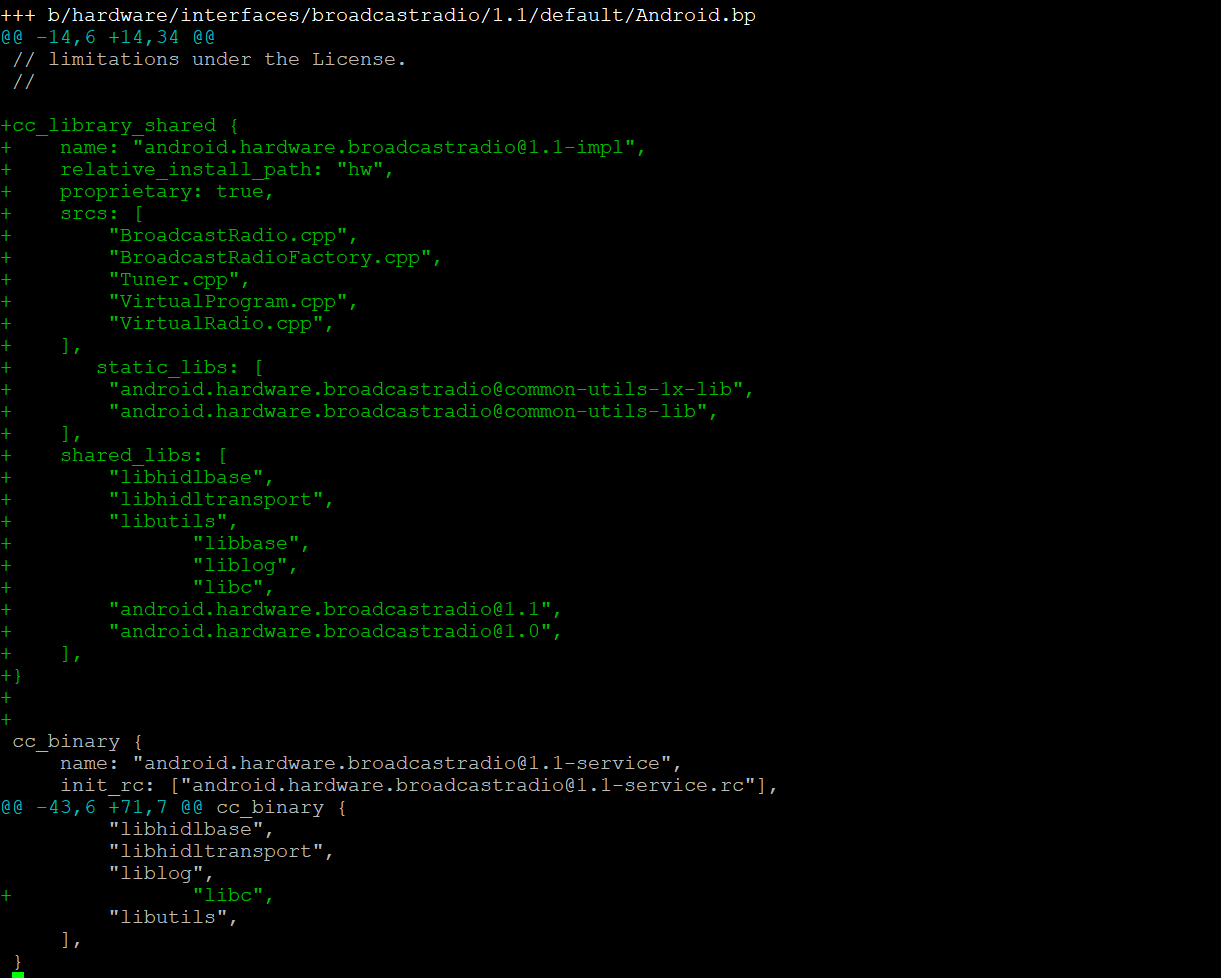 +++ b/hardware/interfaces/broadcastradio/1.1/default/Android.bp
@@ -14,6 +14,34 @@
 // limitations under the License.
 //

+cc_library_shared {
+    name: "android.hardware.broadcastradio@1.1-impl",
+    relative_install_path: "hw",
+    proprietary: true,
+    srcs: [
+        "BroadcastRadio.cpp",
+        "BroadcastRadioFactory.cpp",
+        "Tuner.cpp",
+        "VirtualProgram.cpp",
+        "VirtualRadio.cpp",
+    ],
+       static_libs: [
+        "android.hardware.broadcastradio@common-utils-1x-lib",
+        "android.hardware.broadcastradio@common-utils-lib",
+    ],
+    shared_libs: [
+        "libhidlbase",
+        "libhidltransport",
+        "libutils",
+               "libbase",
+               "liblog",
+               "libc",
+        "android.hardware.broadcastradio@1.1",
+        "android.hardware.broadcastradio@1.0",
+    ],
+}
+
+
 cc_binary {
     name: "android.hardware.broadcastradio@1.1-service",
     init_rc: ["android.hardware.broadcastradio@1.1-service.rc"],
@@ -43,6 +71,7 @@ cc_binary {
         "libhidlbase",
         "libhidltransport",
         "liblog",
+               "libc",
         "libutils",
     ],
 }